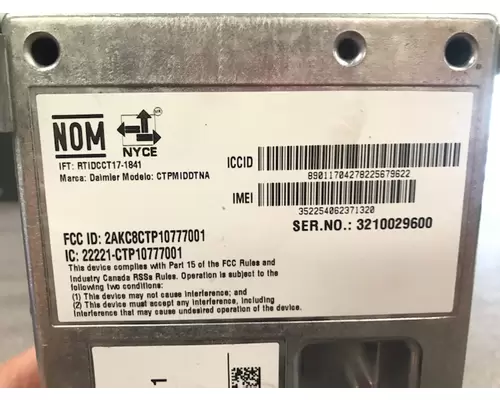 NOM
NYCE
IFT: RTIDCCT17-1841
Marca: Daimler Modelo: CTPMIDDTNA
ICCID
89011704278225679622
IMEI
352254062371320
SER.NO.: 3210029600
FCC ID: 2AKC8CTP10777001
IC: 22221-CTP10777001
This device complies with Part 15 of the FCC Rules and
Industry Canada RSSs Rules. Operation is subject to the
following two conditions:
(1) This device may not cause interference; and
(2) This device must accept any interference, including
interference that may cause undesired operation of the device.
1